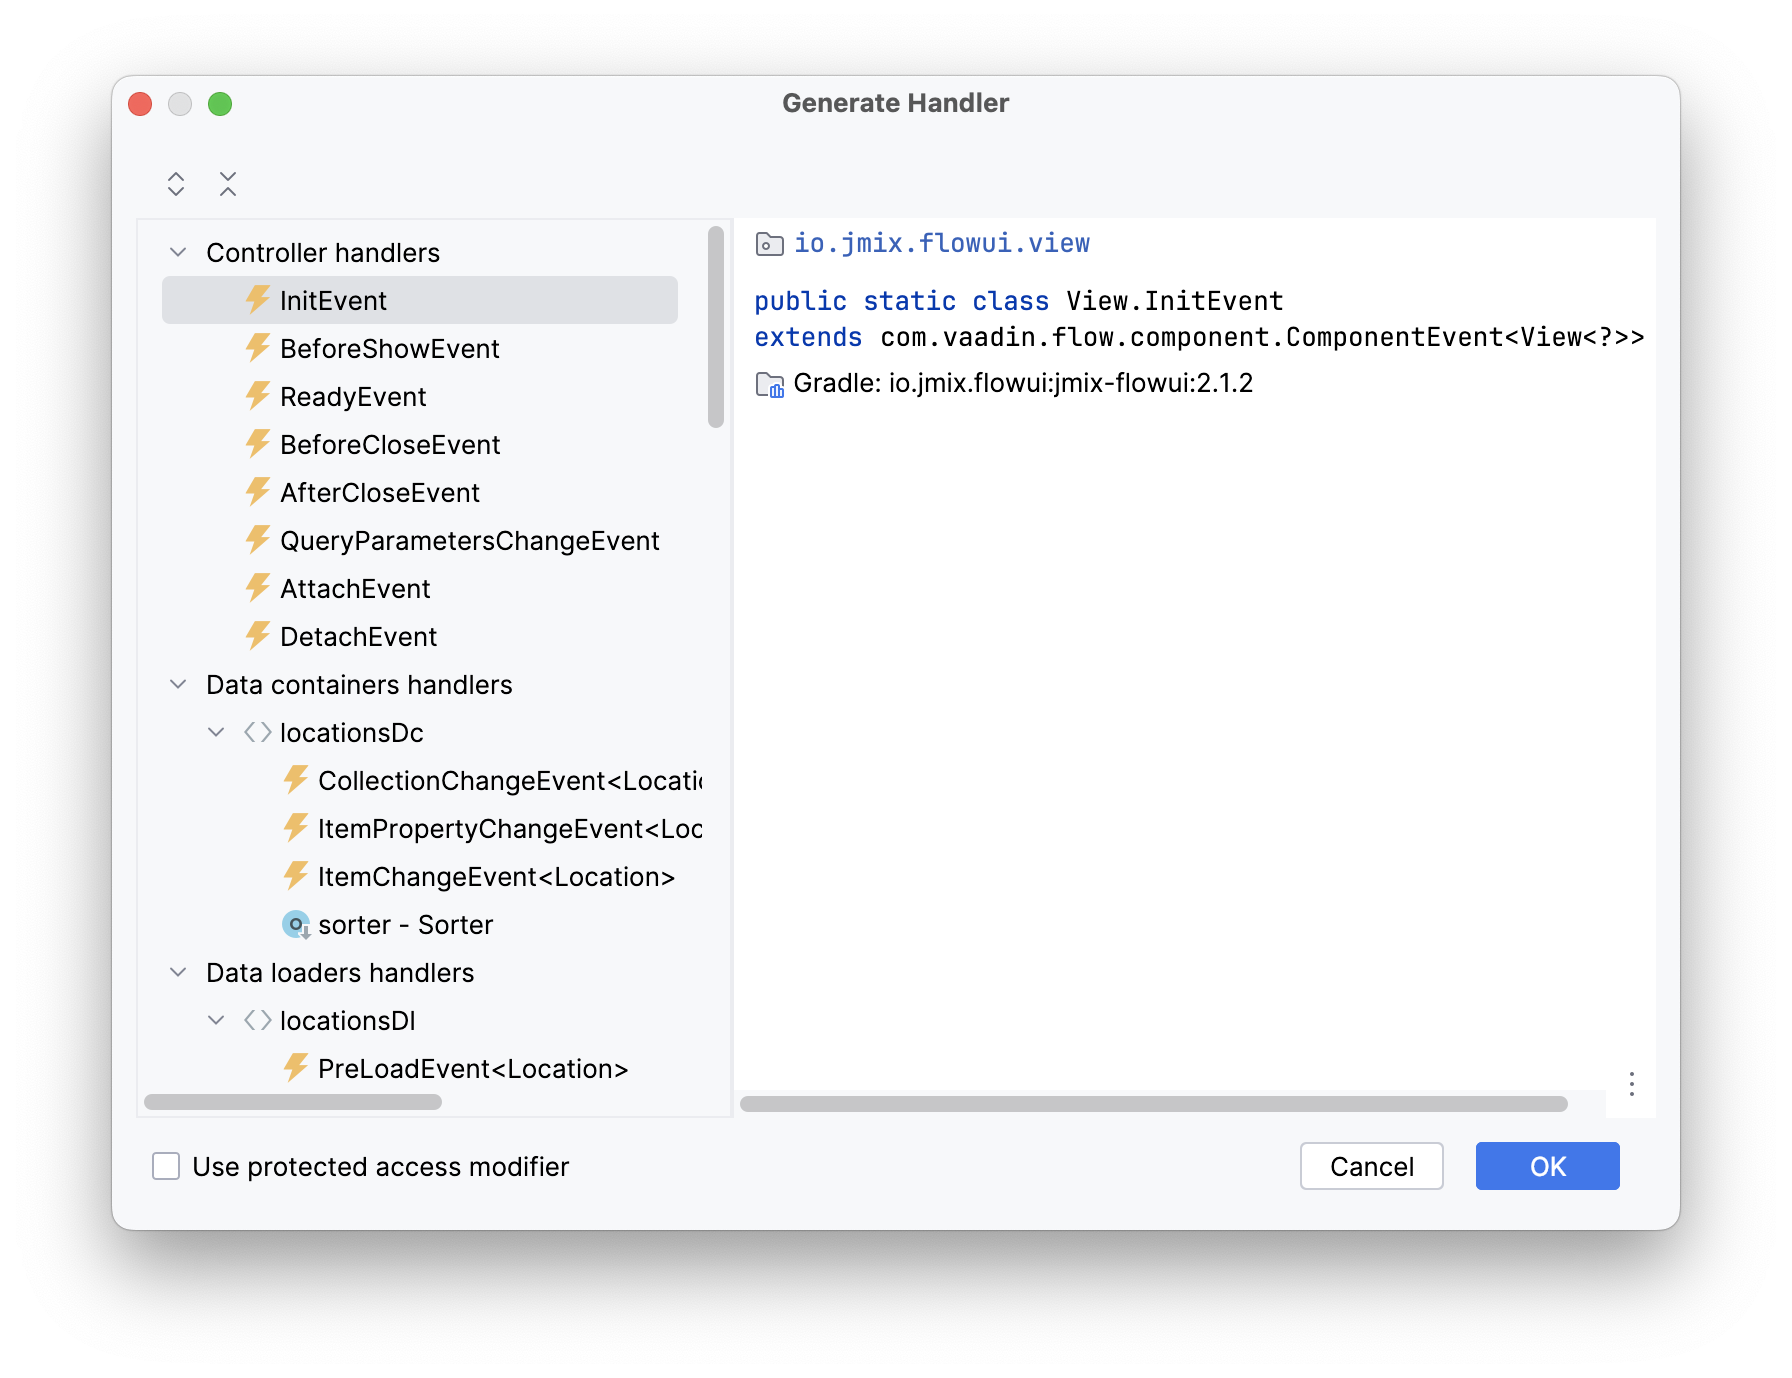 Generate Handler
Controller handlers
InitEvent
BeforeShowEvent
ReadyEvent
BeforeCloseEvent
AfterCloseEvent
QueryParametersChangeEvent
AttachEvent
DetachEvent
Data containers handlers
locationsDc
CollectionChangeEvent<Locatio
ItemPropertyChangeEvent<Loc
ItemChangeEvent<Location>
sorter - Sorter
Data loaders handlers
locationsDl
PreLoadEvent<Location>
io.jmix.flowui.view
public static class View.InitEvent
extends com.vaadin.flow.component.ComponentEvent<View<?>>
Gradle: io.jmix.flowui:jmix-flowui:2.1.2
Use protected access modifier
Cancel
OK